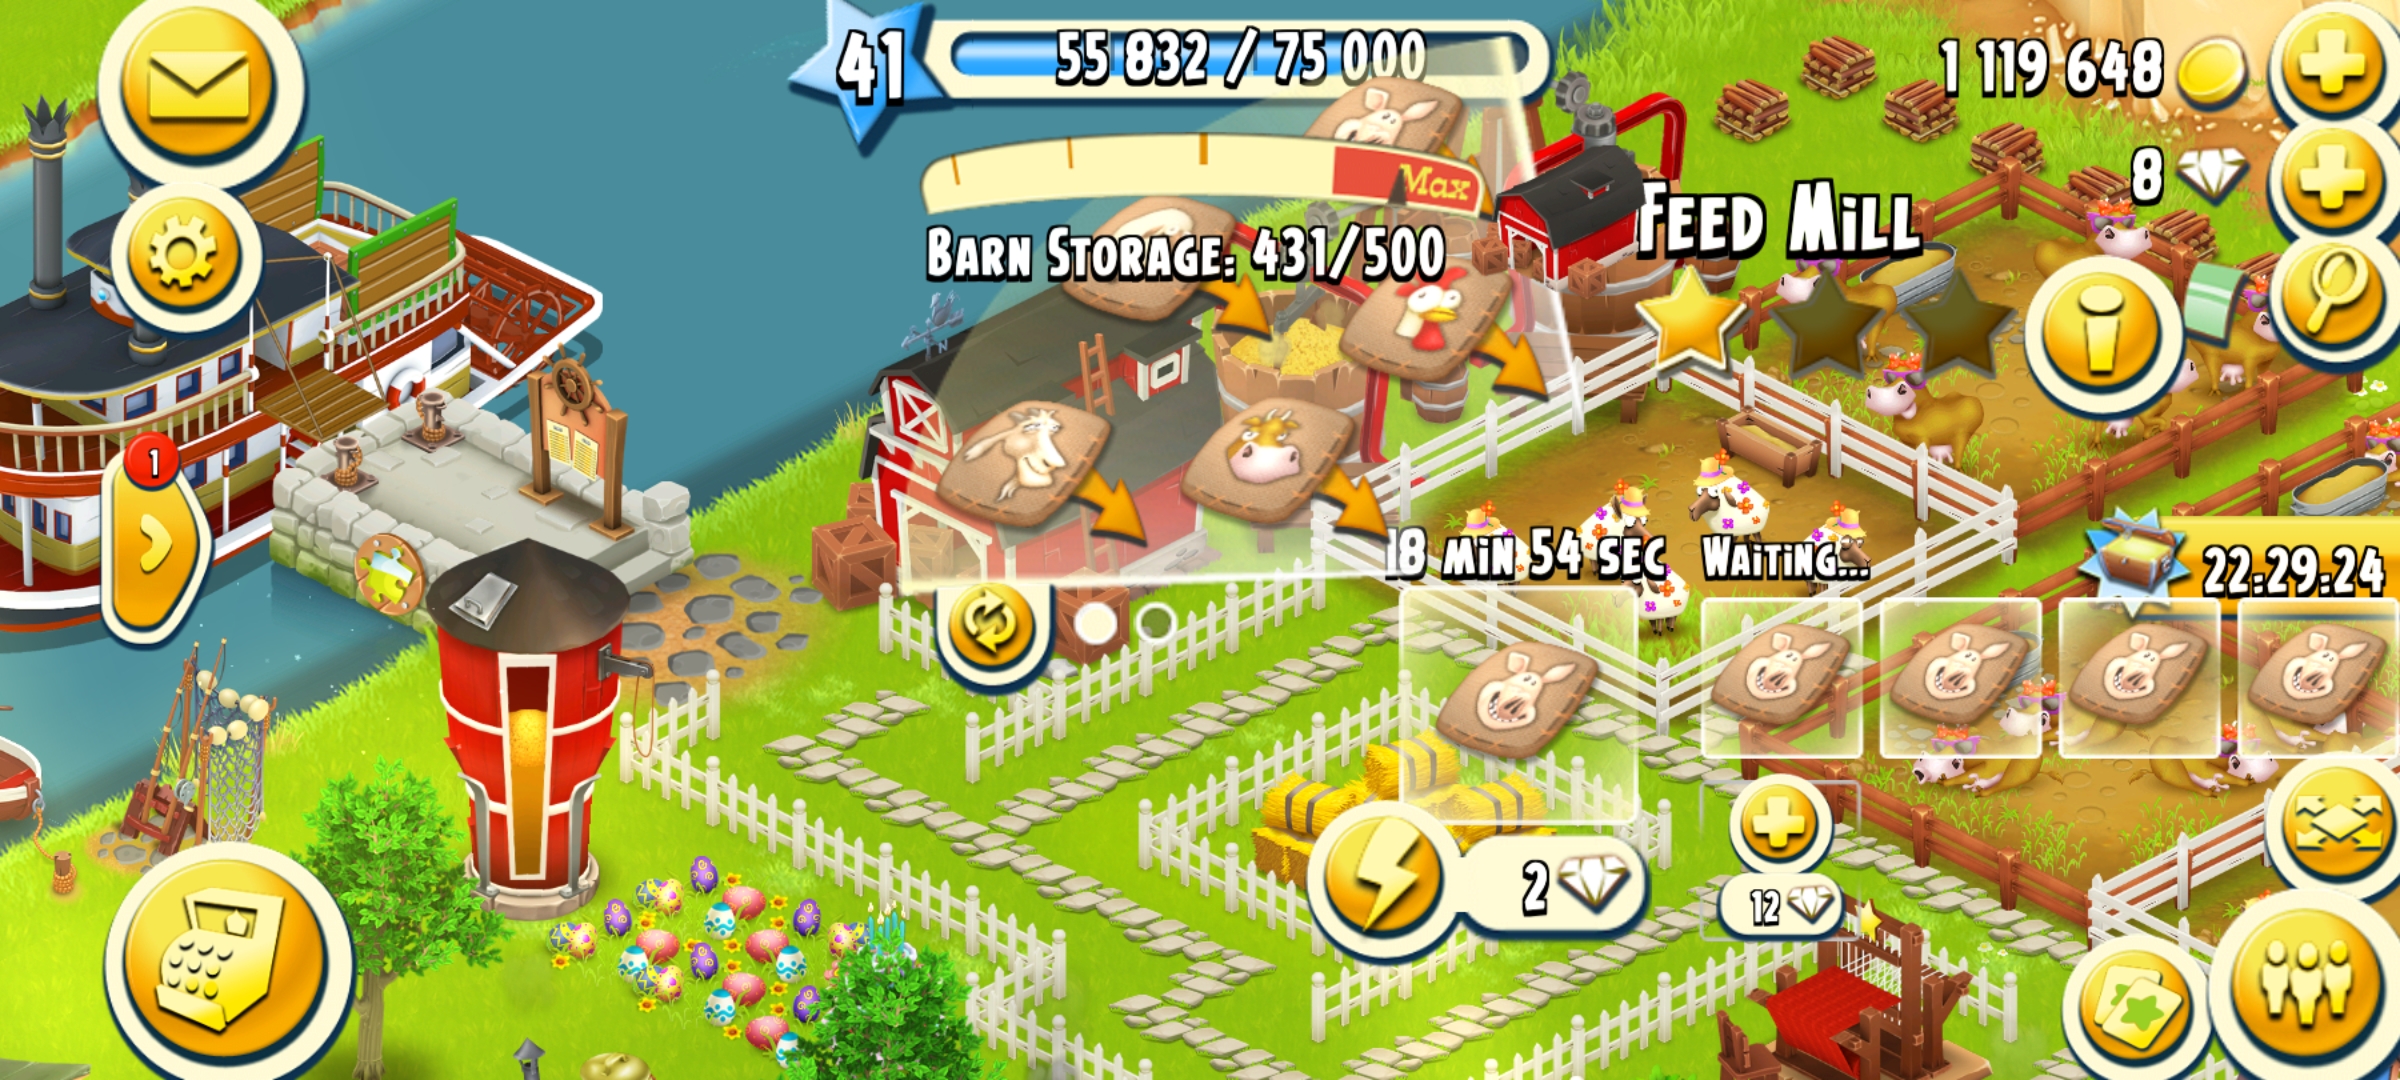 41
55 832 / 75 000
1 119 648
8
Max
Barn Storage: 431/500
Feed Mill
1
18 min 54 sec
Waiting...
22:29:24
2
12